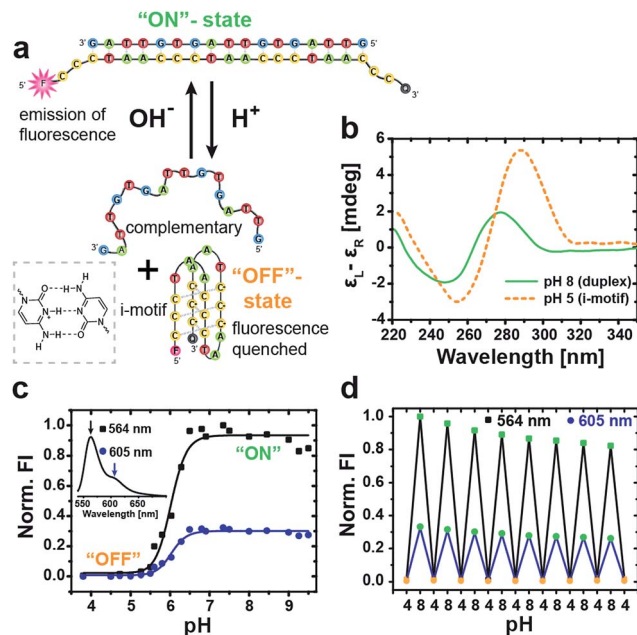 "ON"- state
a
3' G A T T G T G A T T G T G A T T G 5'
5' F C C C T A A C C C T A A C C C T A A C C C
emission of
fluorescence
OH⁻
H⁺
complementary
3' G A T T G T G A T T G T G A T T G
+
i-motif
"OFF"-
state
fluorescence
quenched
F
3'
O---H-N
H
N⁺-H---N
N
N-H---O
H
b
ε_L- ε_R [mdeg]
6
4
2
0
-2
-4
pH 8 (duplex)
pH 5 (i-motif)
220 240 260 280 300 320 340
Wavelength [nm]
c
Norm. FI
1.0
0.8
0.6
0.4
0.2
0.0
564 nm
605 nm
550 600 650
Wavelength [nm]
"ON"
"OFF"
4 5 6 7 8 9
pH
d
Norm. FI
1.0
0.8
0.6
0.4
0.2
0.0
564 nm
605 nm
4 8 4 8 4 8 4 8 4 8 4 8 4 8 4 8 4
pH